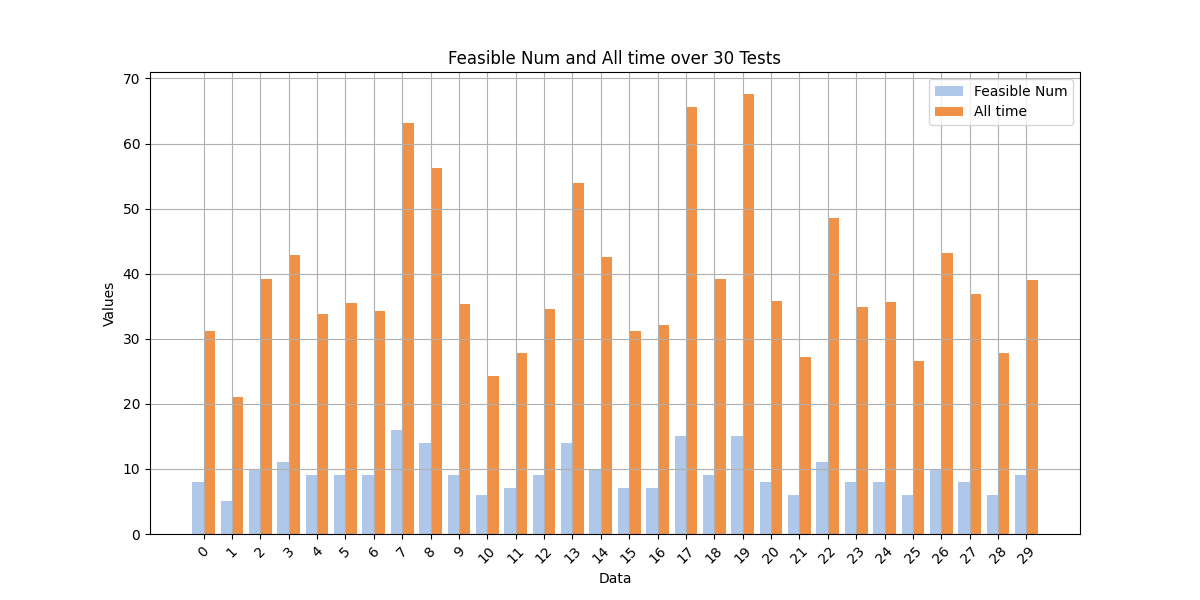 Feasible Num and All time over 30 Tests
Feasible Num
All time
Values
70
60
50
40
30
20
10
0
0 1 2 3 4 5 6 7 8 9 10 11 12 13 14 15 16 17 18 19 20 21 22 23 24 25 26 27 28 29
Data